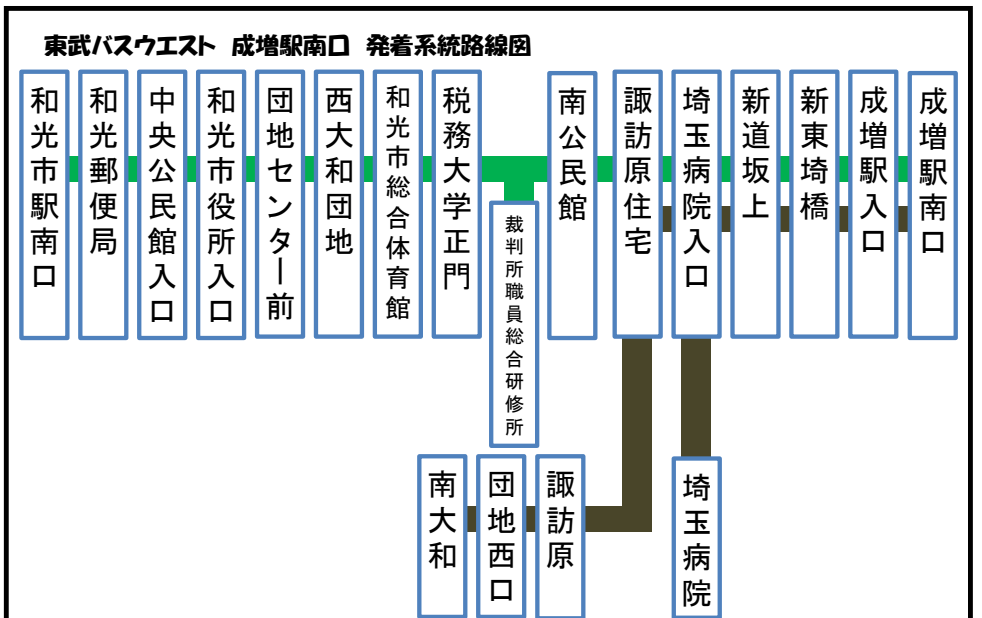 東武バスウエスト 成増駅南口 発着系統路線図
和光市駅南口
和光郵便局
中央公民館入口
和光市役所入口
団地センター前
西大和団地
和光市総合体育館
税務大学正門
裁判所職員総合研修所
南公民館
諏訪原住宅
埼玉病院入口
新道坂上
新東埼橋
成増駅入口
成増駅南口
南大和
団地西口
諏訪原
埼玉病院